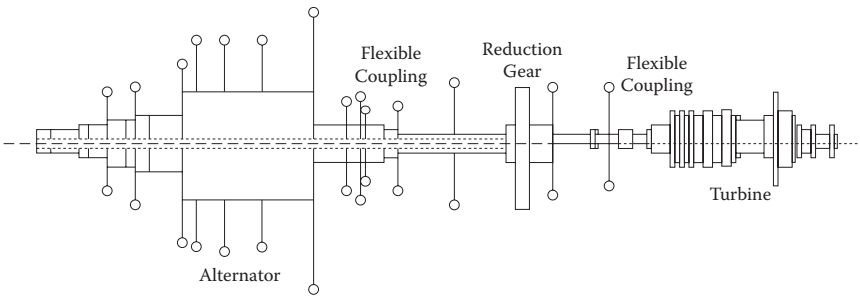 Flexible
Coupling
Reduction
Gear
Flexible
Coupling
Turbine
Alternator